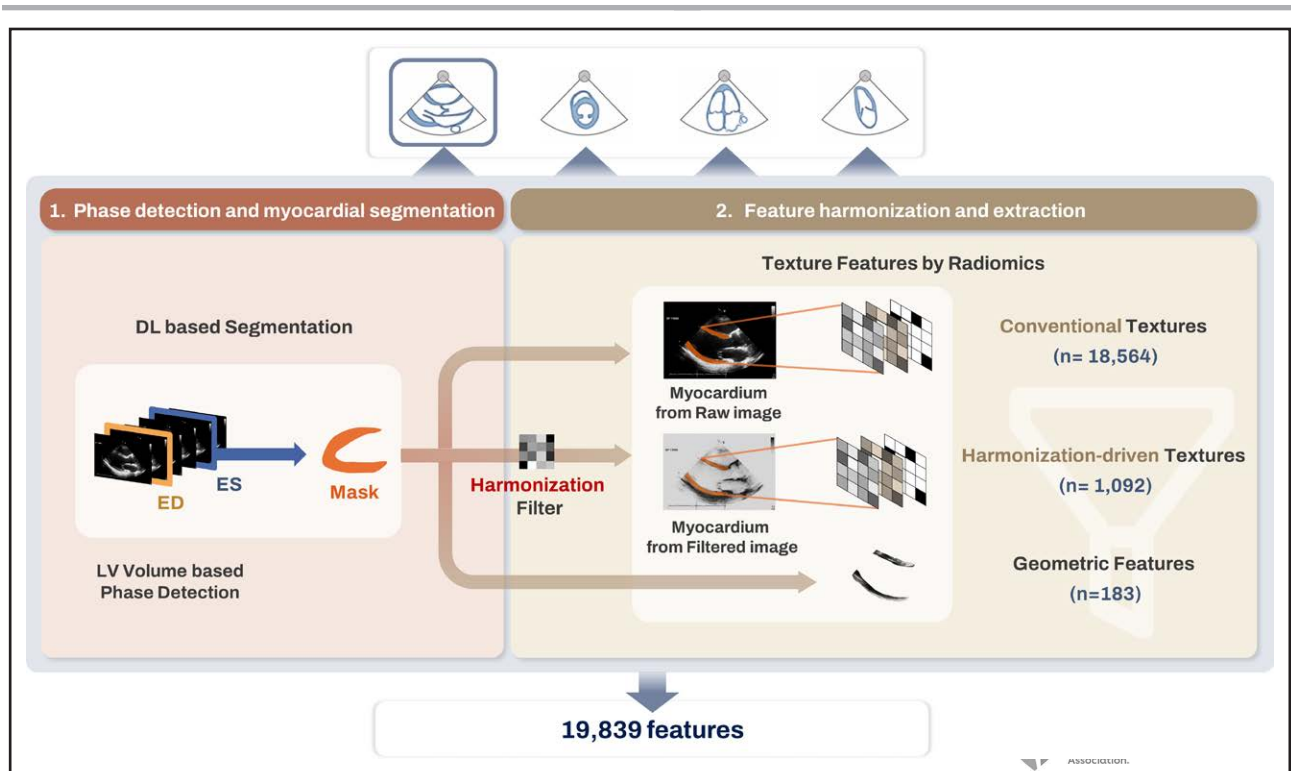 1. Phase detection and myocardial segmentation
2. Feature harmonization and extraction
DL based Segmentation
ED
ES
Mask
LV Volume based
Phase Detection
Harmonization
Filter
Texture Features by Radiomics
Myocardium
from Raw image
Myocardium
from Filtered image
Conventional Textures
(n= 18,564)
Harmonization-driven Textures
(n= 1,092)
Geometric Features
(n=183)
19,839 features
Association.